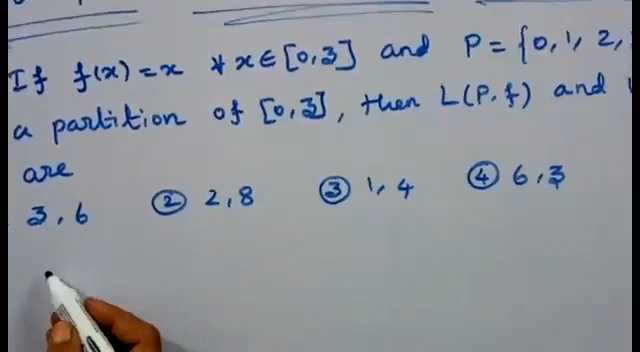 If f(x) = x ∀ x ∈ [0,3] and P = {0, 1, 2,
a partition of [0,3], then L(P, f) and
are
3, 6 ② 2, 8 ③ 1, 4 ④ 6, 3